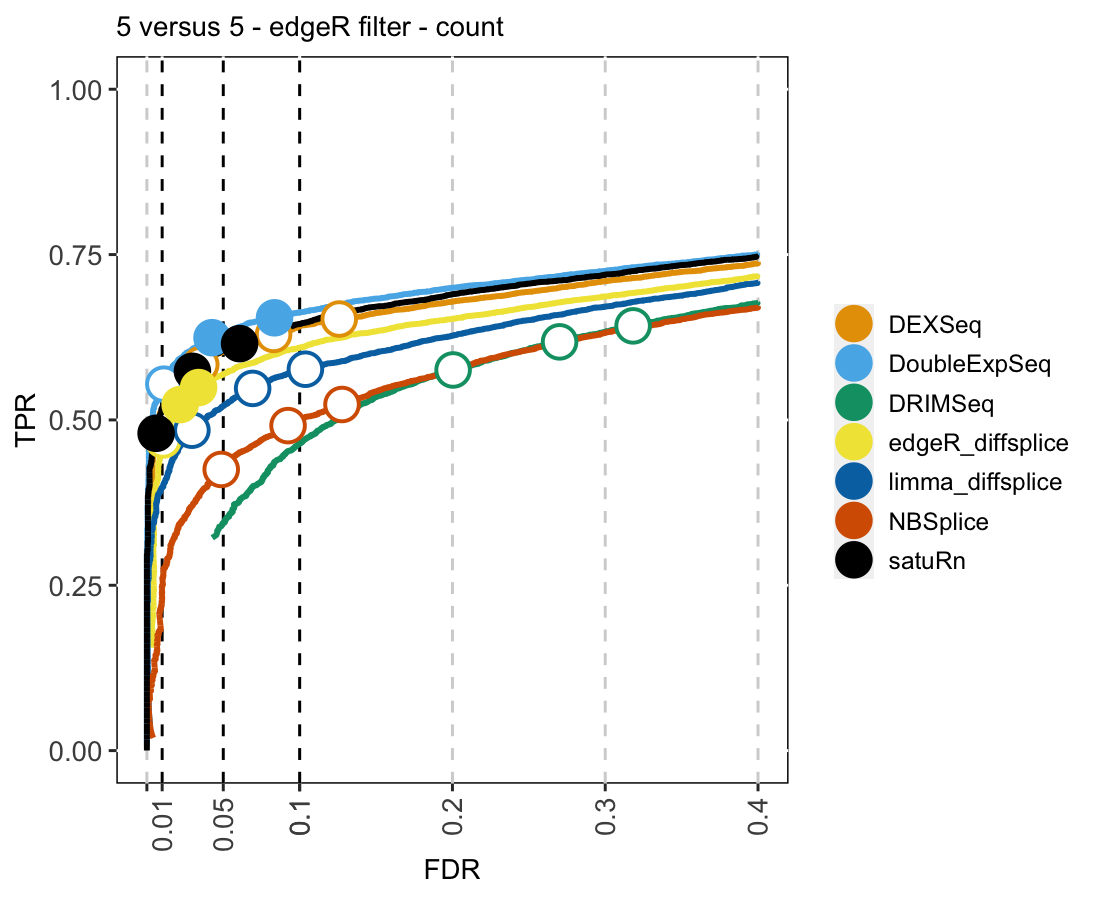 5 versus 5 - edgeR filter - count
1.00
0.75
0.50
0.25
0.00
TPR
0.01
0.05
0.1
0.2
0.3
0.4
FDR
DEXSeq
DoubleExpSeq
DRIMSeq
edgeR_diffsplice
limma_diffsplice
NBSplice
satuRn